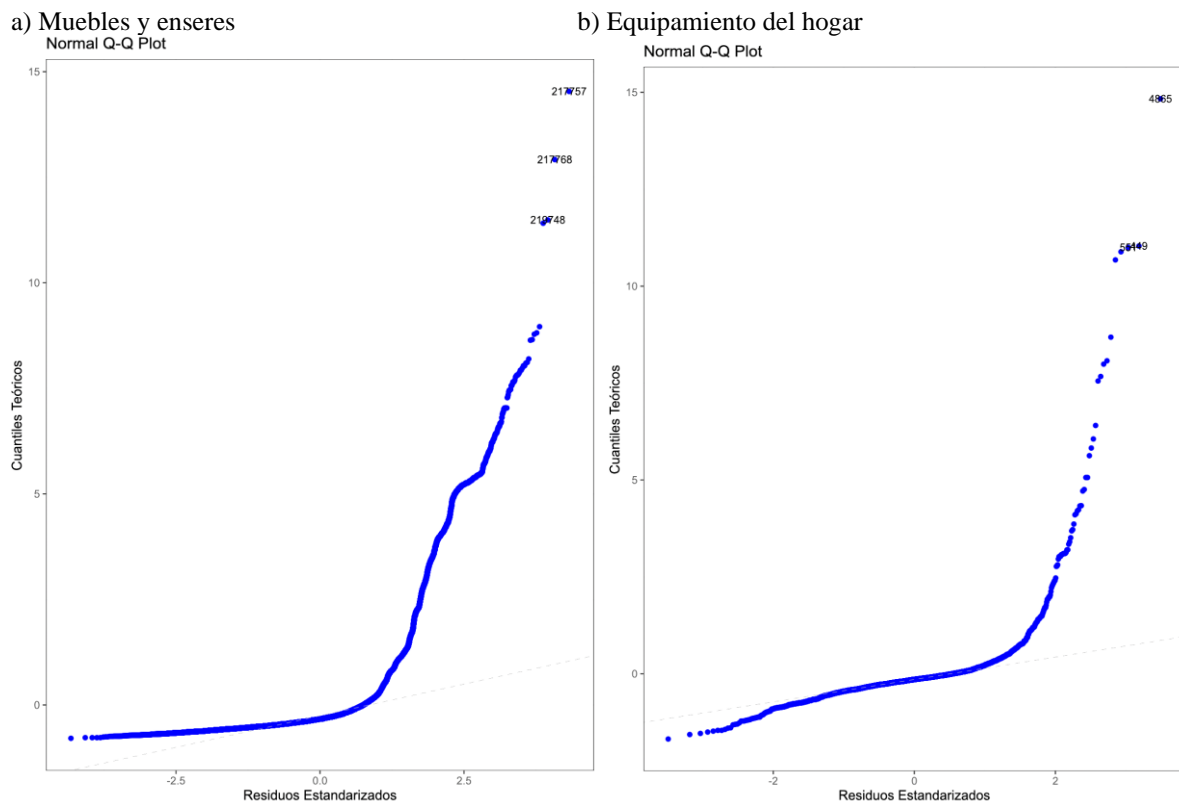 a) Muebles y enseres
Normal Q-Q Plot
15
10
5
0
Cuantiles Teóricos
217757
217768
219748
-2.5 0.0 2.5
Residuos Estandarizados
b) Equipamiento del hogar
Normal Q-Q Plot
15
10
5
0
Cuantiles Teóricos
4865
-2 0 2
Residuos Estandarizados